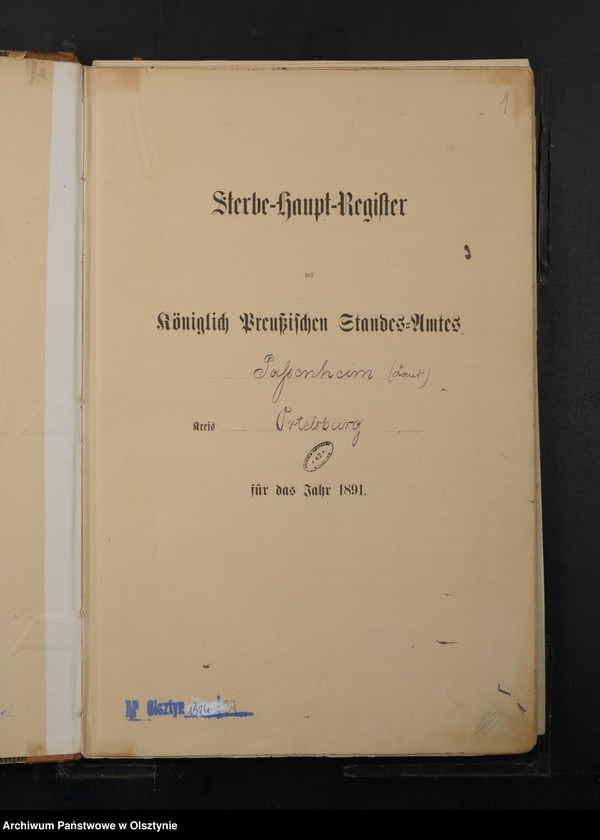 1
Sterbe-Haupt-Register
des
Königlich Preußischen Standes-Amtes
Passenheim (Land)
Kreis Ortelsburg
für das Jahr 1891.
AP Olsztyn
Archiwum Państwowe w Olsztynie